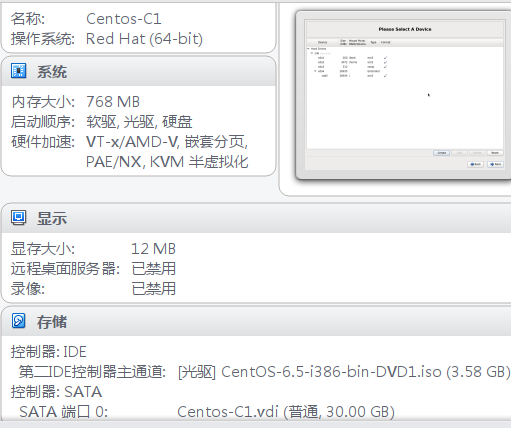 名称: Centos-C1
操作系统: Red Hat (64-bit)
Please Select A Device
系统
内存大小: 768 MB
启动顺序: 软驱, 光驱, 硬盘
硬件加速: VT-x/AMD-V, 嵌套分页,
PAE/NX, KVM 半虚拟化
显示
显存大小: 12 MB
远程桌面服务器: 已禁用
录像: 已禁用
存储
控制器: IDE
第二IDE控制器主通道: [光驱] CentOS-6.5-i386-bin-DVD1.iso (3.58 GB)
控制器: SATA
SATA 端口 0: Centos-C1.vdi (普通, 30.00 GB)